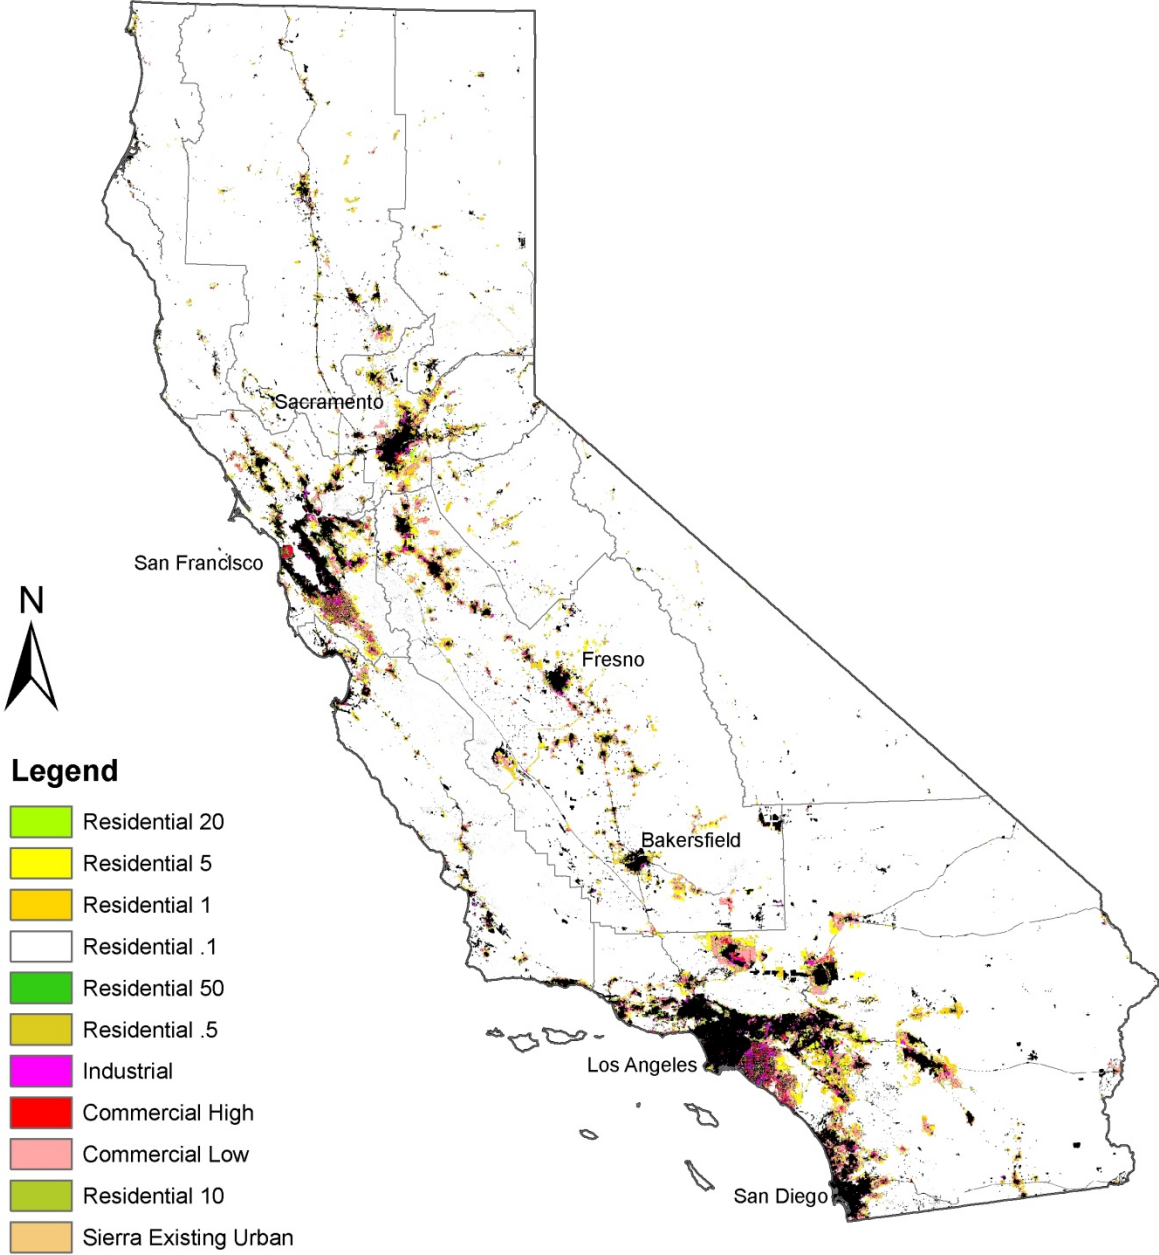 Sacramento
San Francisco
N
Fresno
Legend
Residential 20
Bakersfield
Residential 5
Residential 1
Residential .1
Residential 50
Residential .5
Los Angeles
Industrial
Commercial High
Commercial Low
San Diego
Residential 10
Sierra Existing Urban